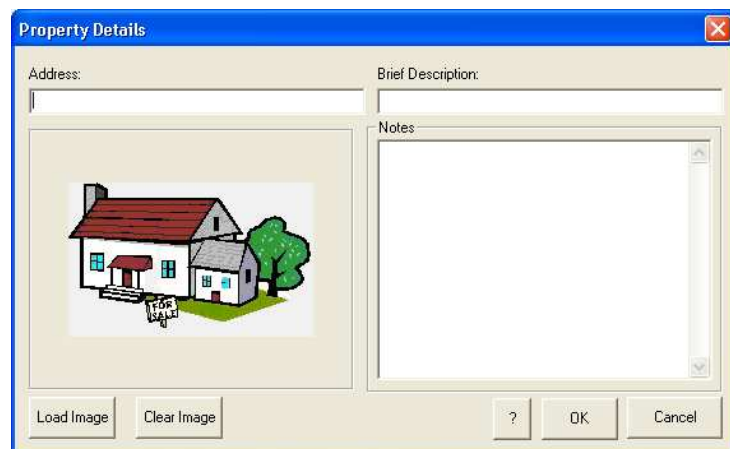 Property Details
Address:
Brief Description:
Notes
FOR
SALE
Load Image
Clear Image
?
OK
Cancel